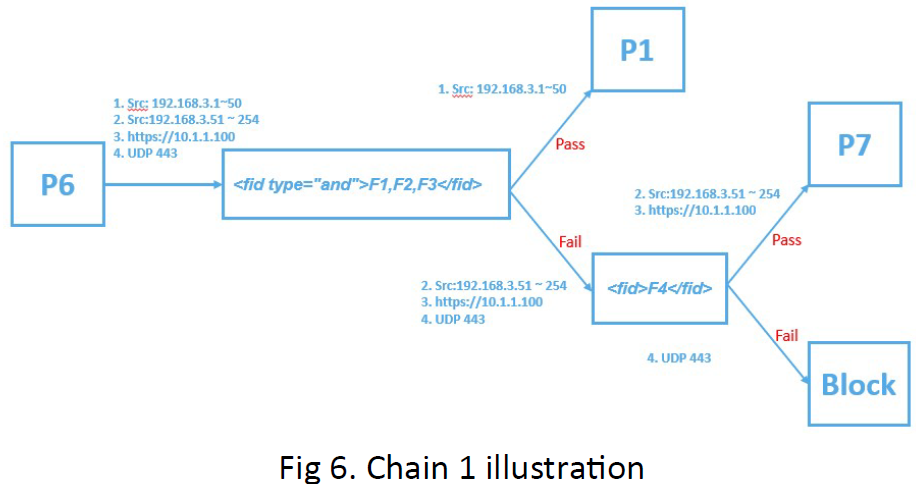 P6
1. Src: 192.168.3.1~50
2. Src:192.168.3.51 ~ 254
3. https://10.1.1.100
4. UDP 443
<fid type="and">F1,F2,F3</fid>
1. Src: 192.168.3.1~50
Pass
P1
Fail
2. Src:192.168.3.51 ~ 254
3. https://10.1.1.100
4. UDP 443
<fid>F4</fid>
2. Src:192.168.3.51 ~ 254
3. https://10.1.1.100
Pass
P7
Fail
4. UDP 443
Block
Fig 6. Chain 1 illustration